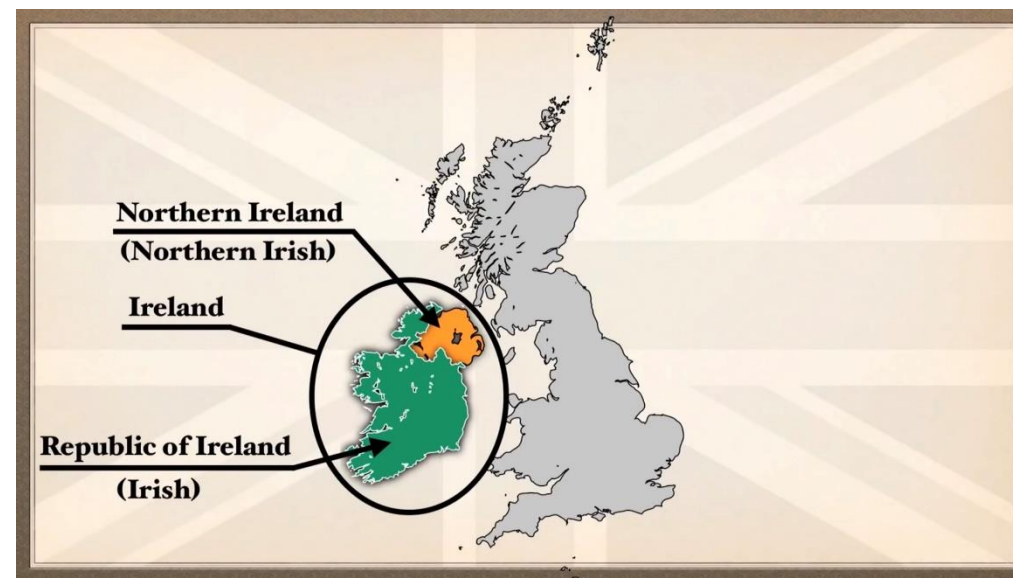 Northern Ireland
(Northern Irish)
Ireland
Republic of Ireland
(Irish)